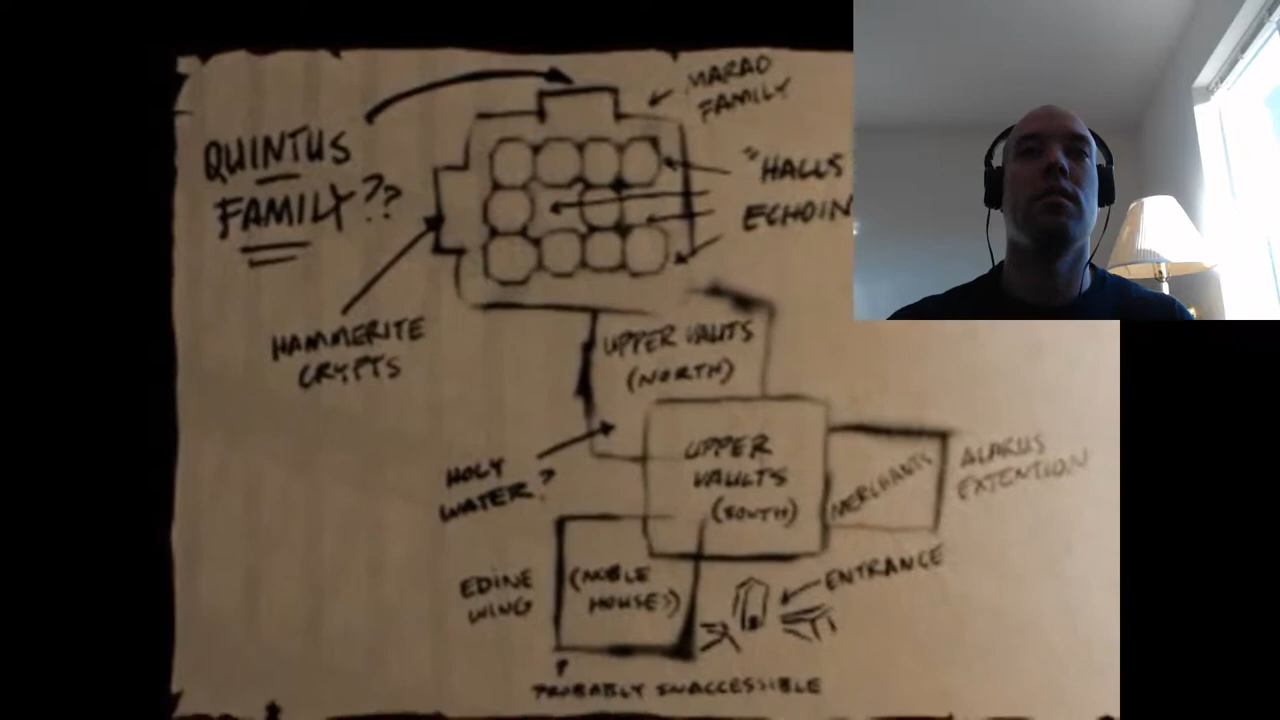 MARAO
FAMILY
QUINTUS
FAMILY??
"HALLS
ECHOIN
HAMMERITE
CRYPTS
UPPER VAULTS
(NORTH)
HOLY
WATER?
UPPER
VAULTS
(SOUTH)
MERCHANTS
ALARUS
EXTENTION
EDINE
WING
(NOBLE
HOUSES)
ENTRANCE
PROBABLY INACCESSIBLE